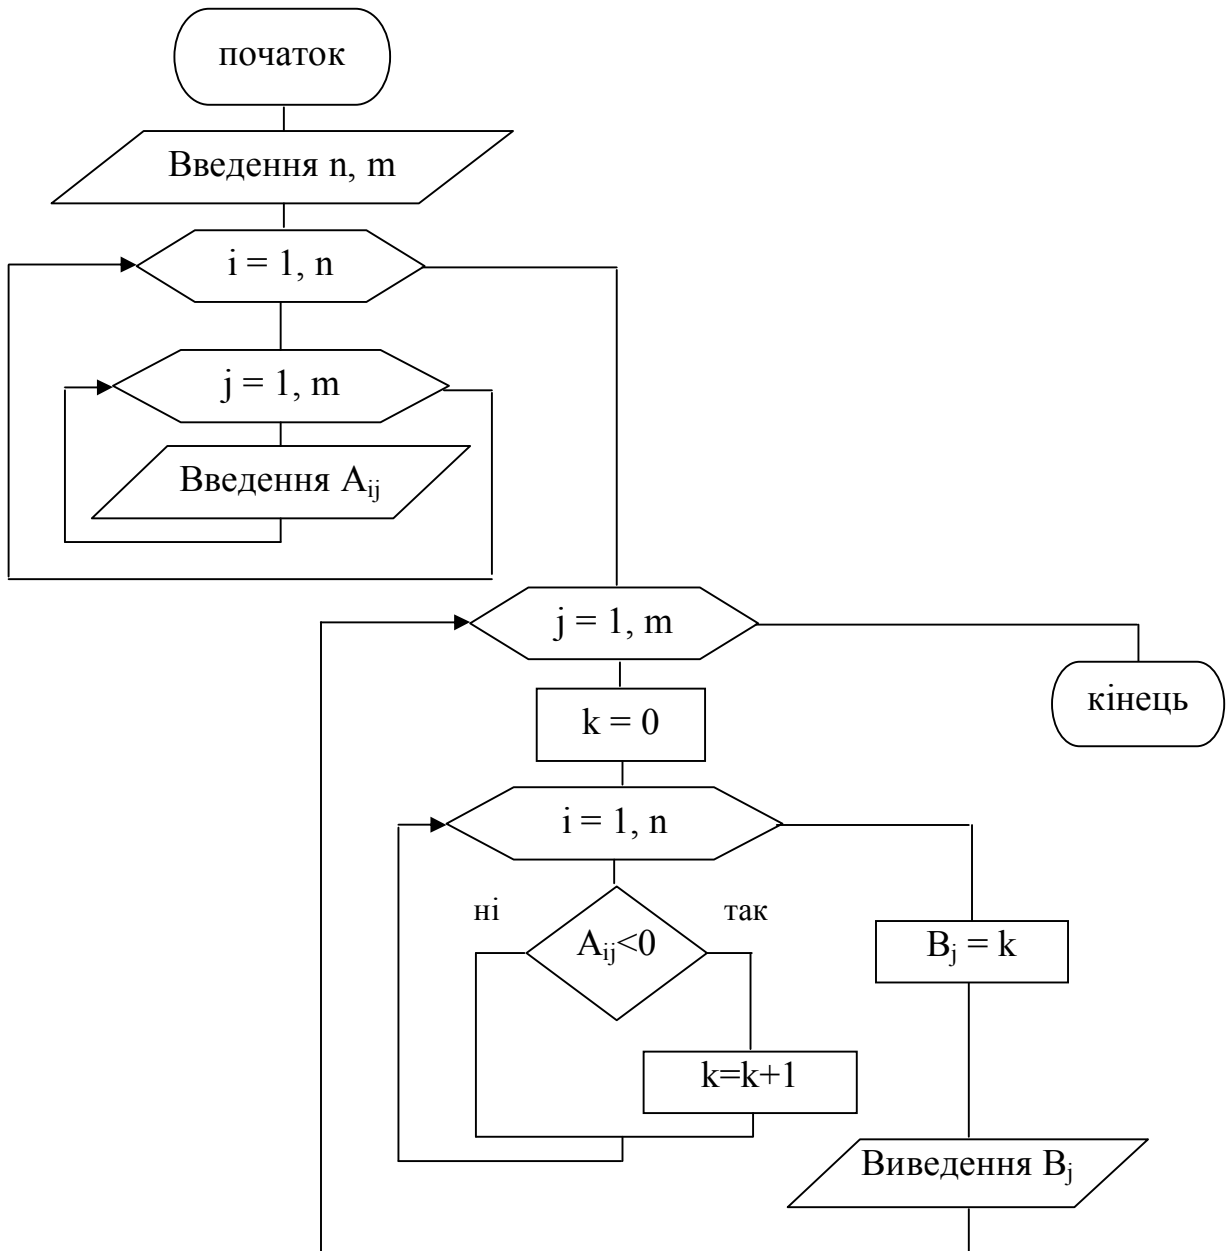 початок
Введення n, m
i = 1, n
j = 1, m
Введення Aij
j = 1, m
k = 0
кінець
i = 1, n
ні
так
Aij<0
Bj = k
k=k+1
Виведення Bj